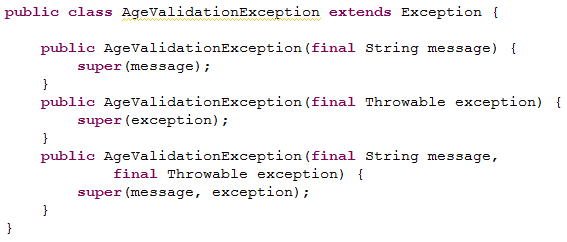 public class AgeValidationException extends Exception {
public AgeValidationException(final String message) {
super(message);
}
public AgeValidationException(final Throwable exception) {
super(exception);
}
public AgeValidationException(final String message,
final Throwable exception) {
super(message, exception);
}
}